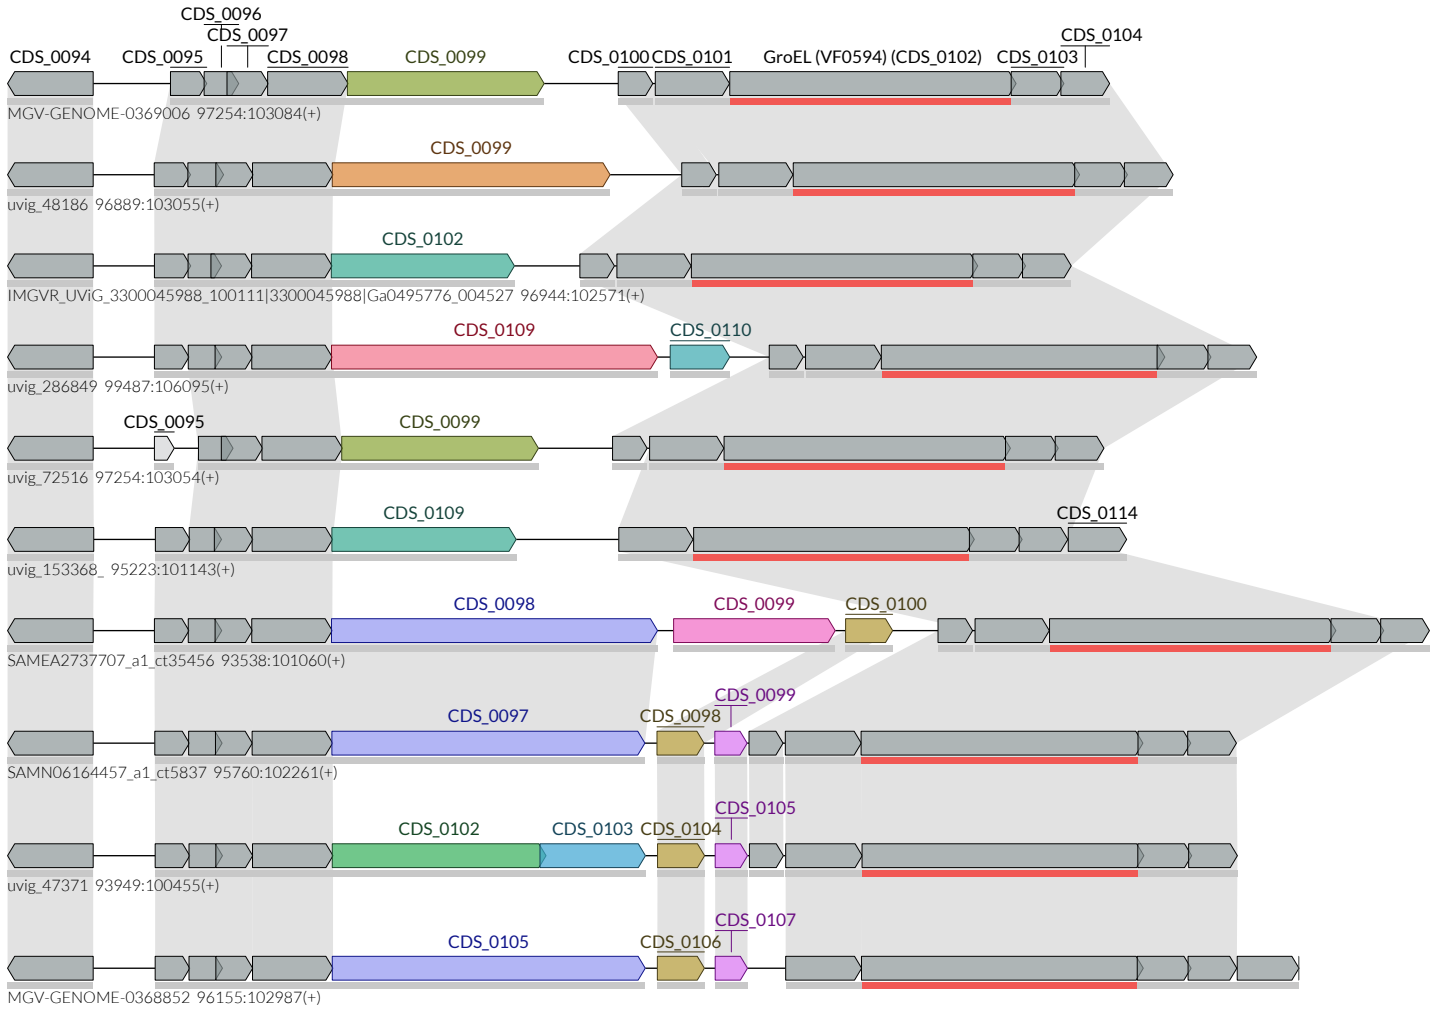 CDS_0096
CDS_0097 CDS_0104
CDS_0094 CDS_0095 CDS_0098 CDS_0099 CDS_0100 CDS_0101 GroEL (VF0594) (CDS_0102) CDS_0103
MGV-GENOME-0369006 97254:103084(+)
CDS_0099
uvig_48186 96889:103055(+)
CDS_0102
IMGVR_UViG_3300045988_100111|3300045988|Ga0495776_004527 96944:102571(+)
CDS_0109 CDS_0110
uvig_286849 99487:106095(+)
CDS_0095 CDS_0099
uvig_72516 97254:103054(+)
CDS_0109 CDS_0114
uvig_153368_ 95223:101143(+)
CDS_0098 CDS_0099 CDS_0100
SAMEA2737707_a1_ct35456 93538:101060(+)
CDS_0099
CDS_0097 CDS_0098
SAMN06164457_a1_ct5837 95760:102261(+)
CDS_0105
CDS_0102 CDS_0103 CDS_0104
uvig_47371 93949:100455(+)
CDS_0107
CDS_0105 CDS_0106
MGV-GENOME-0368852 96155:102987(+)